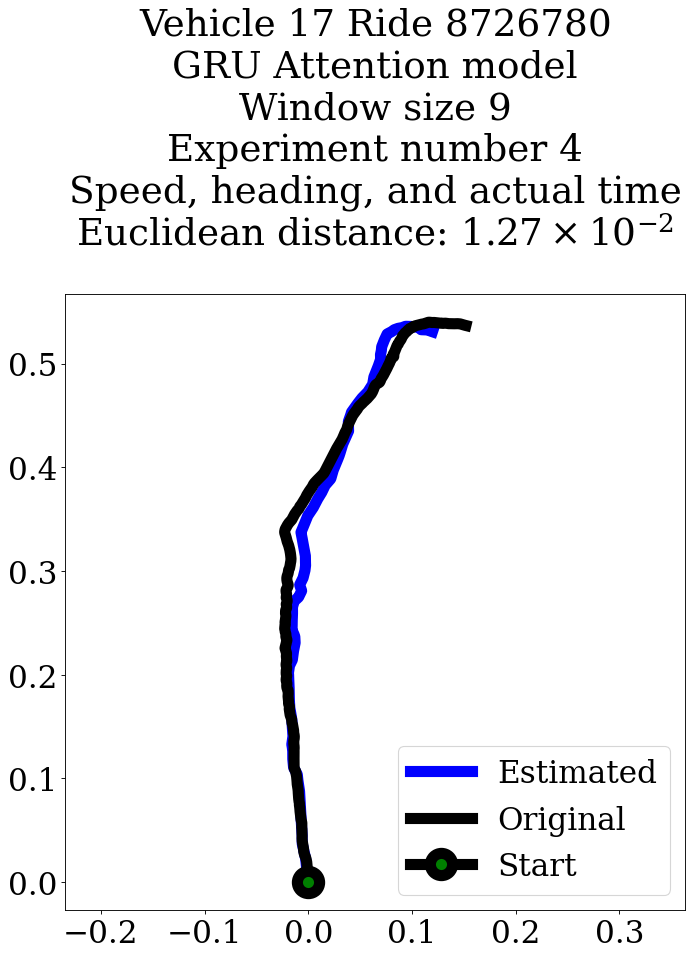 Vehicle 17 Ride 8726780
GRU Attention model
Window size 9
Experiment number 4
Speed, heading, and actual time
Euclidean distance: 1.27 × 10⁻²
0.5
0.4
0.3
0.2
0.1
0.0
Estimated
Original
Start
−0.2 −0.1 0.0 0.1 0.2 0.3